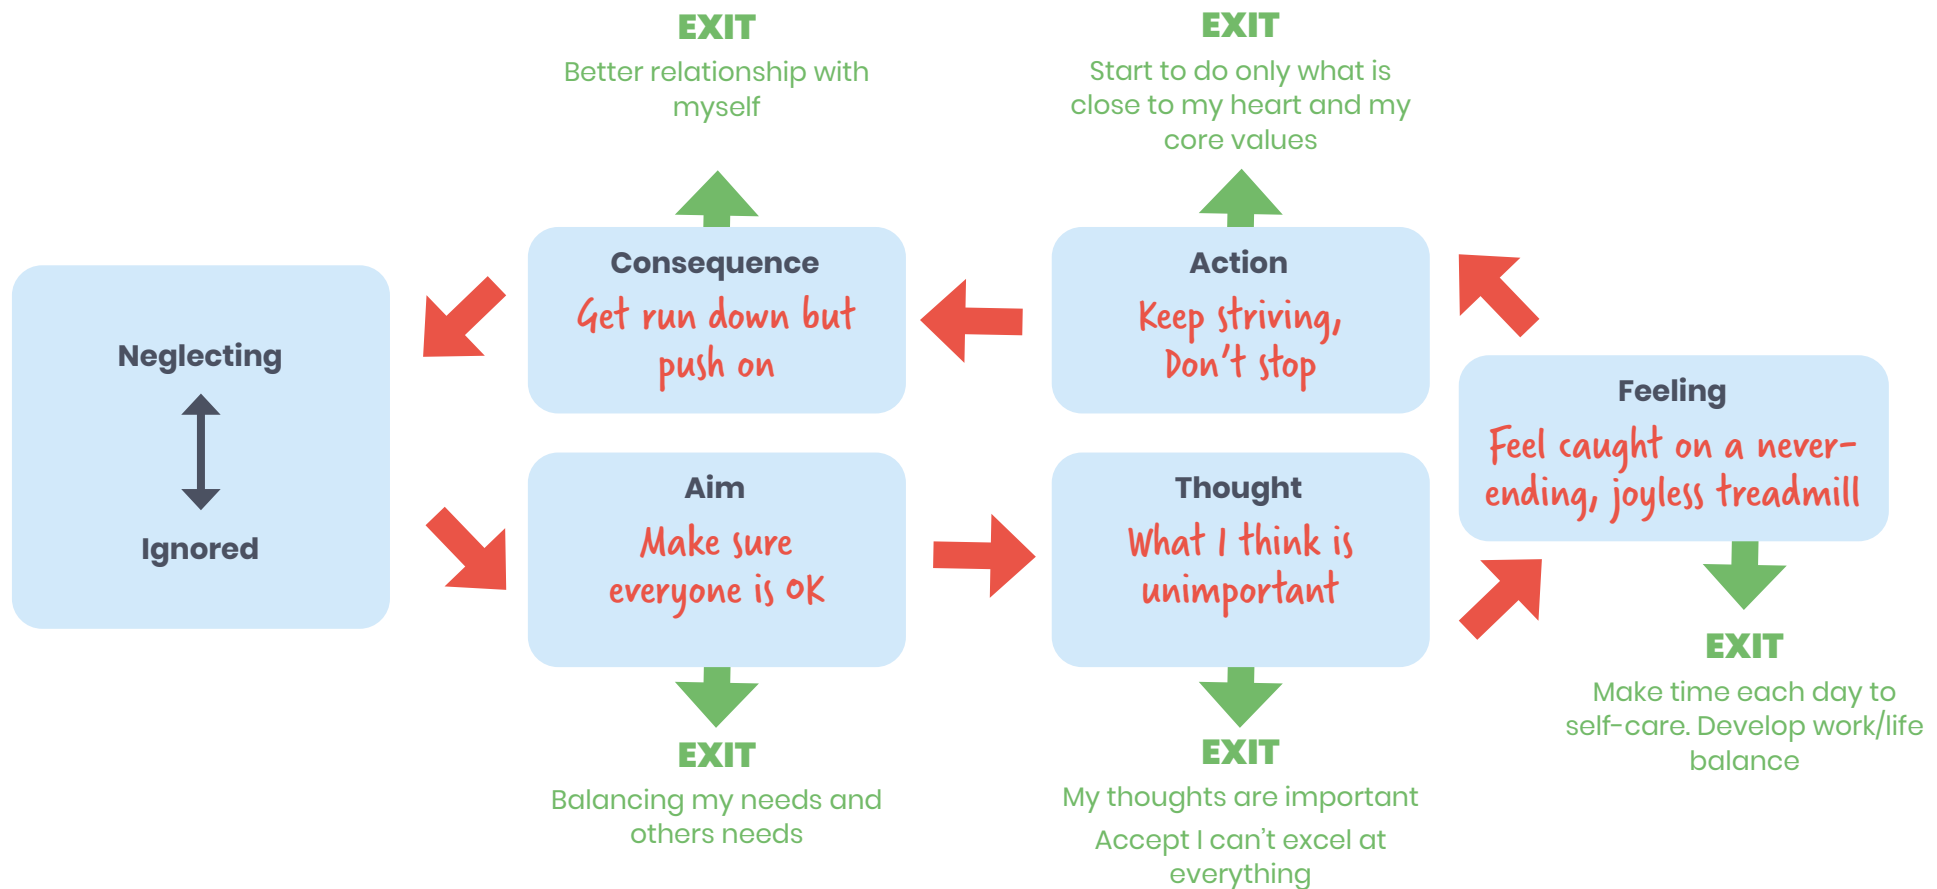 EXIT
Better relationship with
myself
EXIT
Start to do only what is
close to my heart and my
core values
Consequence
Get run down but
push on
Action
Keep striving,
Don't stop
Neglecting
Ignored
Feeling
Feel caught on a never-
ending, joyless treadmill
Aim
Make sure
everyone is OK
Thought
What I think is
unimportant
EXIT
Balancing my needs and
others needs
EXIT
My thoughts are important
Accept I can't excel at
everything
EXIT
Make time each day to
self-care. Develop work/life
balance